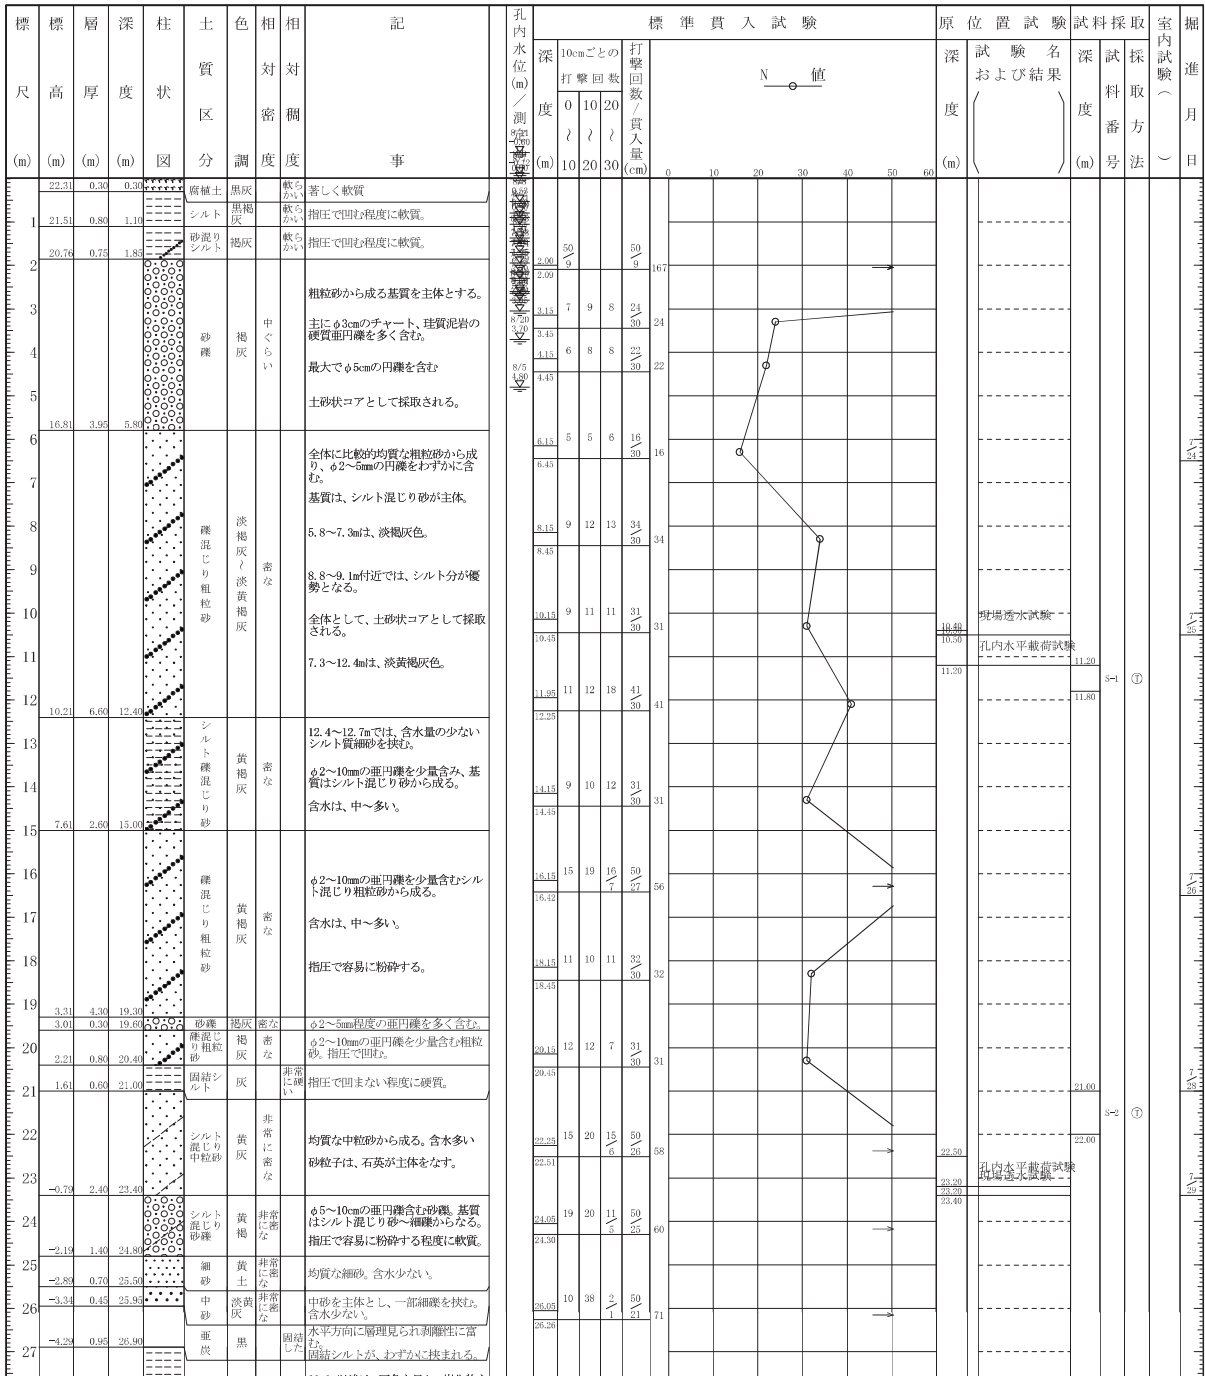 標尺(m) 標高(m) 層厚(m) 深度(m) 柱状図 土質区分 色調 相対密度 相対稠度 記事 孔内水位(m)／測 標準貫入試験 原位置試験 試料採取 室内試験( ) 掘進月日
深度(m) 10cmごとの打撃回数 打撃回数／貫入量(cm) N 値 深度(m) 試験名および結果 深度(m) 試料番号 採取方法
0～10 10～20 20～30 0 10 20 30 40 50 60
22.31 0.30 0.30 腐植土 黒灰 軟らかい 著しく軟質
1 21.51 0.80 1.10 シルト 黒褐灰 軟らかい 指圧で凹む程度に軟質。
20.76 0.75 1.85 砂混りシルト 褐灰 軟らかい 指圧で凹む程度に軟質。
2 2.00 2.09 50/9 50/9 167
粗粒砂から成る基質を主体とする。
3 3.15 3.45 7 9 8 24/30 24
主にφ3cmのチャート、珪質泥岩の
硬質亜円礫を多く含む。
8/20 3.70
砂礫 褐灰 中ぐらい
4 4.15 4.45 6 8 8 22/30 22
最大でφ5cmの円礫を含む
8/5 4.80
5 土砂状コアとして採取される。
16.81 3.95 5.80
6 6.15 6.45 5 5 6 16/30 16 7/24
全体に比較的均質な粗粒砂から成
り、φ2～5mmの円礫をわずかに含
む。
7 基質は、シルト混じり砂が主体。
8 8.15 8.45 9 12 13 34/30 34
5.8～7.3mは、淡褐灰色。
礫混じり粗粒砂 淡褐灰～淡黄褐灰 密な
9 8.8～9.1m付近では、シルト分が優
勢となる。
10 10.15 10.45 9 11 11 31/30 31 10.40 10.50 現場透水試験 7/25
全体として、土砂状コアとして採取
される。
10.50 11.20 孔内水平載荷試験
11 7.3～12.4mは、淡黄褐灰色。
11.20 11.80 S-1 Ⓣ
12 11.95 12.25 11 12 18 41/30 41
10.21 6.60 12.40
12.4～12.7mでは、含水量の少ない
シルト質細砂を挟む。
13 シルト礫混じり砂 黄褐灰 密な
φ2～10mmの亜円礫を少量含み、基
質はシルト混じり砂から成る。
14 14.15 14.45 9 10 12 31/30 31
含水は、中～多い。
15 7.61 2.60 15.00
16 16.15 16.42 15 19 16/7 50/27 56 7/26
φ2～10mmの亜円礫を少量含むシル
ト混じり粗粒砂から成る。
礫混じり粗粒砂 黄褐灰 密な
17 含水は、中～多い。
18 18.15 18.45 11 10 11 32/30 32
指圧で容易に粉砕する。
19 3.31 4.30 19.30
3.01 0.30 19.60 砂礫 褐灰 密な φ2～5mm程度の亜円礫を多く含む。
20 2.21 0.80 20.40 礫混じり粗粒砂 褐灰 密な φ2～10mmの亜円礫を少量含む粗粒
砂。指圧で凹む。
20.15 20.45 12 12 7 31/30 31
21 1.61 0.60 21.00 固結シルト 灰 非常に硬い 指圧で凹まない程度に硬質。 7/28
21.00 22.00 S-2 Ⓣ
22 22.25 22.51 15 20 15/6 50/26 58
シルト混じり中粒砂 黄灰 非常に密な 均質な中粒砂から成る。含水多い
砂粒子は、石英が主体をなす。
22.50 23.20 孔内水平載荷試験
23.20 23.40 現場透水試験
23 -0.79 2.40 23.40 7/29
24 24.05 24.30 19 20 11/5 50/25 60
シルト混じり砂礫 黄褐 非常に密な φ5～10cmの亜円礫含む砂礫。基質
はシルト混じり砂～細礫からなる。
指圧で容易に粉砕する程度に軟質。
-2.19 1.40 24.80
25 -2.89 0.70 25.50 細砂 黄土 非常に密な 均質な細砂。含水少ない。
26 -3.34 0.45 25.95 中砂 淡黄灰 非常に密な 中砂を主体とし、一部細礫を挟む。
含水少ない。
26.05 26.26 10 38 2/1 50/21 71
27 -4.29 0.95 26.90 亜炭 黒 固結した 水平方向に層理見られ剥離性に富
む。
固結シルトが、わずかに挟まれる。